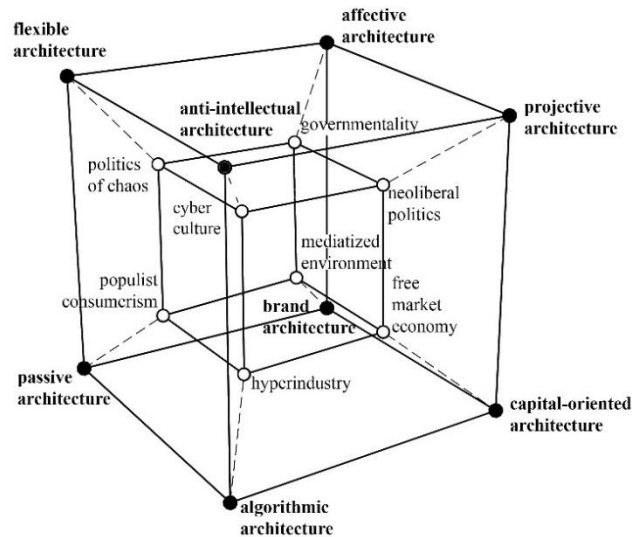 affective
architecture
flexible
architecture
anti-intellectual
architecture
projective
architecture
governmentality
politics
of chaos
neoliberal
politics
cyber
culture
mediatized
environment
populist
consumerism
free
market
economy
brand
architecture
passive
architecture
hyperindustry
capital-oriented
architecture
algorithmic
architecture